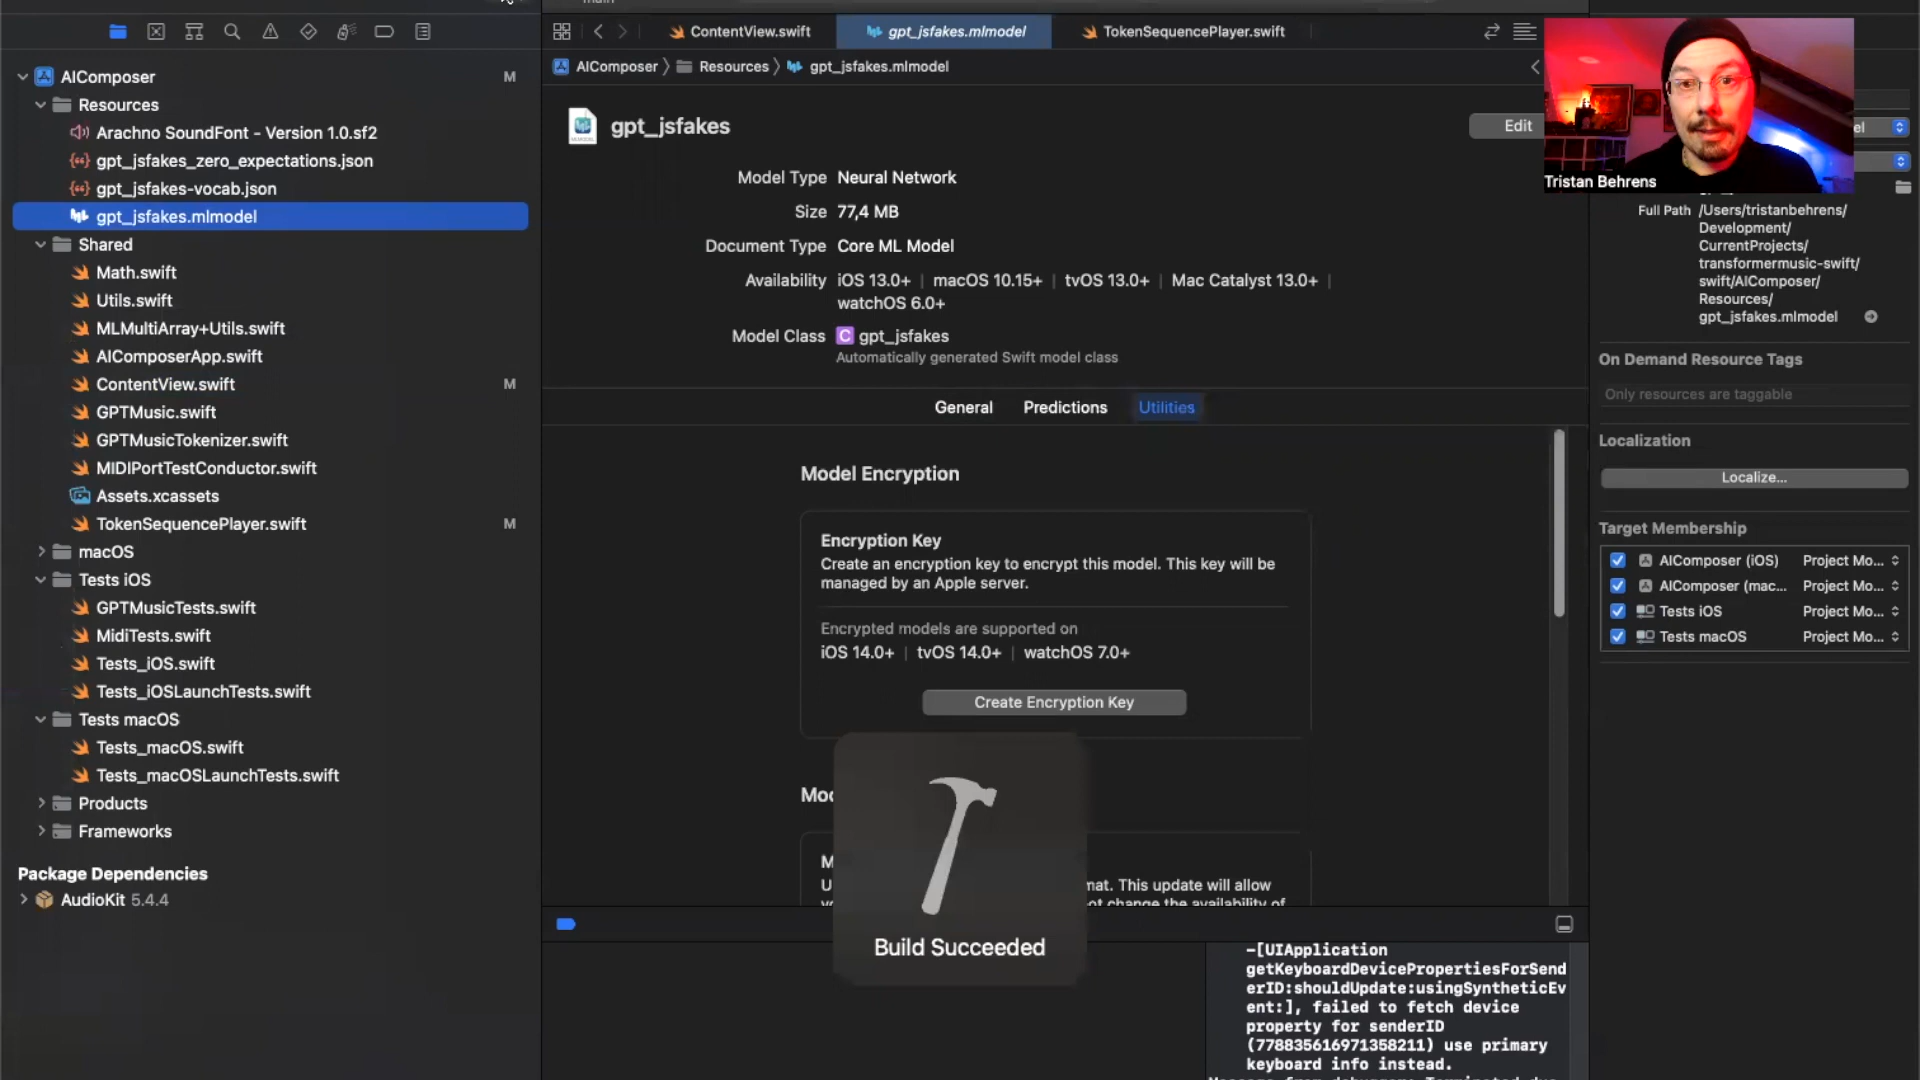 main
ContentView.swift
gpt_jsfakes.mlmodel
TokenSequencePlayer.swift
AIComposer
M
AIComposer 〉 Resources 〉 gpt_jsfakes.mlmodel
Resources
Arachno SoundFont - Version 1.0.sf2
gpt_jsfakes_zero_expectations.json
gpt_jsfakes-vocab.json
gpt_jsfakes.mlmodel
Shared
Math.swift
Utils.swift
MLMultiArray+Utils.swift
AIComposerApp.swift
ContentView.swift
M
GPTMusic.swift
GPTMusicTokenizer.swift
MIDIPortTestConductor.swift
Assets.xcassets
TokenSequencePlayer.swift
M
macOS
Tests iOS
GPTMusicTests.swift
MidiTests.swift
Tests_iOS.swift
Tests_iOSLaunchTests.swift
Tests macOS
Tests_macOS.swift
Tests_macOSLaunchTests.swift
Products
Frameworks
Package Dependencies
AudioKit 5.4.4
gpt_jsfakes
Edit
Model Type Neural Network
Size 77,4 MB
Document Type Core ML Model
Availability iOS 13.0+ | macOS 10.15+ | tvOS 13.0+ | Mac Catalyst 13.0+ |
watchOS 6.0+
Model Class C gpt_jsfakes
Automatically generated Swift model class
General
Predictions
Utilities
Model Encryption
Encryption Key
Create an encryption key to encrypt this model. This key will be
managed by an Apple server.
Encrypted models are supported on
iOS 14.0+ | tvOS 14.0+ | watchOS 7.0+
Create Encryption Key
Build Succeeded
mat. This update will allow
ot change the availability of
-[UIApplication
getKeyboardDevicePropertiesForSend
erID:shouldUpdate:usingSyntheticEv
ent:], failed to fetch device
property for senderID
(778835616971358211) use primary
keyboard info instead.
Tristan Behrens
Full Path /Users/tristanbehrens/
Development/
CurrentProjects/
transformermusic-swift/
swift/AIComposer/
Resources/
gpt_jsfakes.mlmodel
On Demand Resource Tags
Only resources are taggable
Localization
Localize...
Target Membership
AIComposer (iOS) Project Mo...
AIComposer (mac... Project Mo...
Tests iOS Project Mo...
Tests macOS Project Mo...